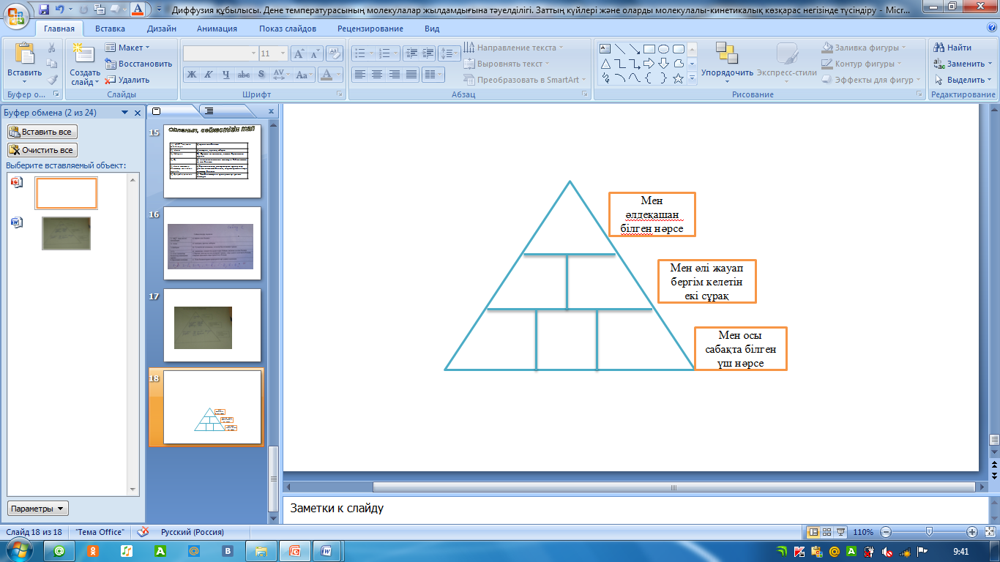 Диффузия құбылысы. Дене температурасының молекулалар жылдамдығына тәуелділігі. Заттың күйлері және оларды молекулалы-кинетикалық көзқарас негізінде түсіндіру - Micr...
Главная Вставка Дизайн Анимация Показ слайдов Рецензирование Вид
Вставить
Буфер о...
Создать слайд
Макет
Восстановить
Удалить
Слайды
11
Ж К Ч abc S AV Aa A
Шрифт
Направление текста
Выровнять текст
Преобразовать в SmartArt
Абзац
Упорядочить
Экспресс-стили
Заливка фигуры
Контур фигуры
Эффекты для фигур
Рисование
Найти
Заменить
Выделить
Редактирование
Буфер обмена (2 из 24)
Вставить все
Очистить все
Выберите вставляемый объект:
Параметры
15
16
17
18
Мен
әлдеқашан
білген нәрсе
Мен әлі жауап
бергім келетін
екі сұрақ
Мен осы
сабақта білген
үш нәрсе
Заметки к слайду
Слайд 18 из 18 "Тема Office" Русский (Россия) 110%
9:41